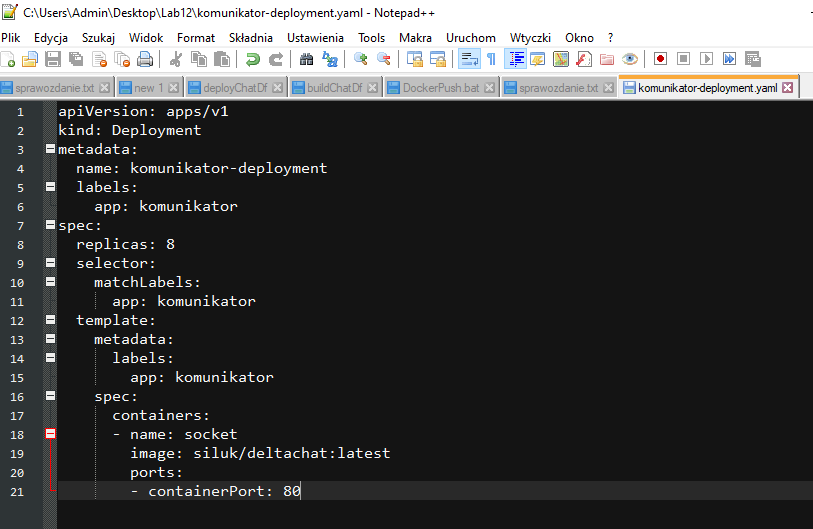 C:\Users\Admin\Desktop\Lab12\komunikator-deployment.yaml - Notepad++
Plik Edycja Szukaj Widok Format Składnia Ustawienia Tools Makra Uruchom Wtyczki Okno ?
sprawozdanie.txt new 1 deployChatDf buildChatDf DockerPush.bat sprawozdanie.txt komunikator-deployment.yaml
1 apiVersion: apps/v1
2 kind: Deployment
3 metadata:
4 name: komunikator-deployment
5 labels:
6 app: komunikator
7 spec:
8 replicas: 8
9 selector:
10 matchLabels:
11 app: komunikator
12 template:
13 metadata:
14 labels:
15 app: komunikator
16 spec:
17 containers:
18 - name: socket
19 image: siluk/deltachat:latest
20 ports:
21 - containerPort: 80